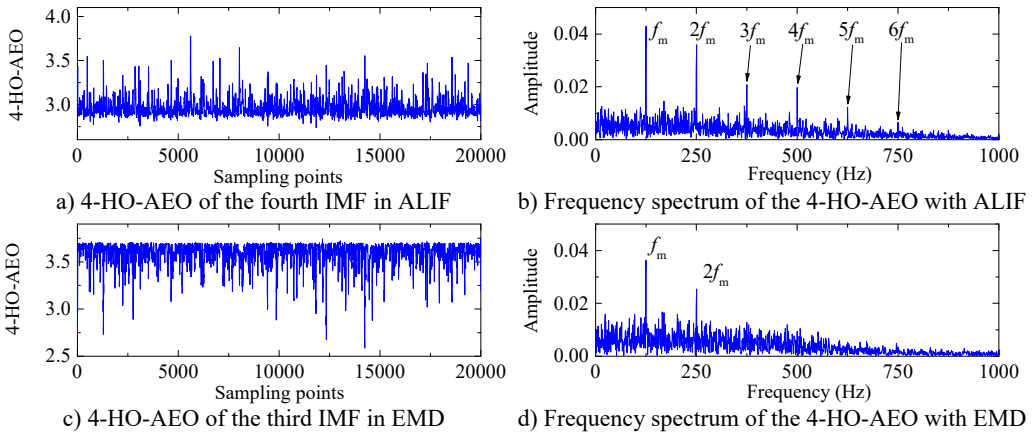 4-HO-AEO
4.0
3.5
3.0
0
5000
10000
15000
20000
Sampling points
a) 4-HO-AEO of the fourth IMF in ALIF
Amplitude
0.04
0.02
0.00
fm
2fm
3fm
4fm
5fm
6fm
0
250
500
750
1000
Frequency (Hz)
b) Frequency spectrum of the 4-HO-AEO with ALIF
4-HO-AEO
3.5
3.0
2.5
0
5000
10000
15000
20000
Sampling points
c) 4-HO-AEO of the third IMF in EMD
Amplitude
0.04
0.02
0.00
fm
2fm
0
250
500
750
1000
Frequency (Hz)
d) Frequency spectrum of the 4-HO-AEO with EMD